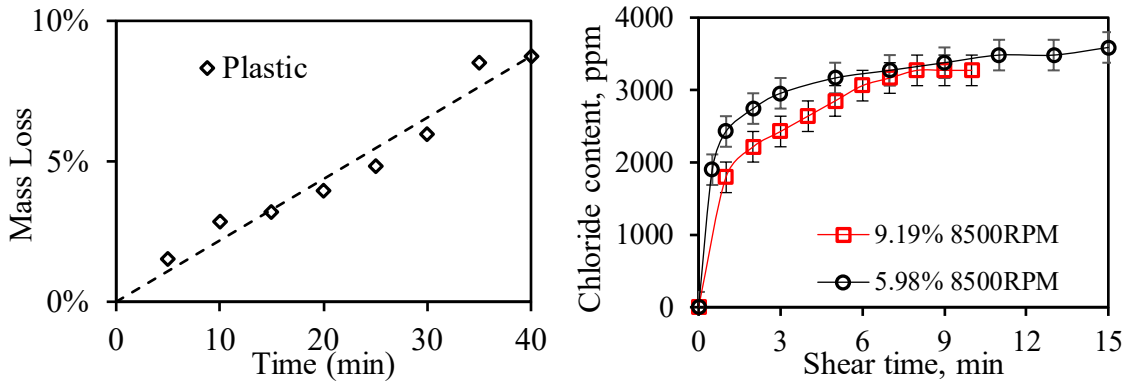 10%
5%
0%
Mass Loss
Plastic
0 10 20 30 40
Time (min)
4000
3000
2000
1000
0
Chloride content, ppm
9.19% 8500RPM
5.98% 8500RPM
0 3 6 9 12 15
Shear time, min